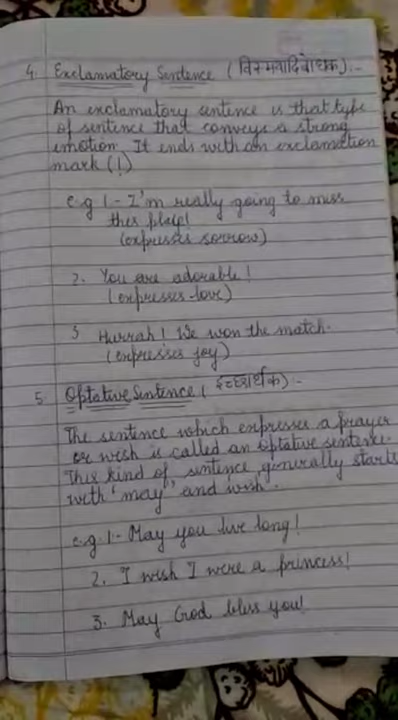 4. Exclamatory Sentence (विस्मयादिबोधक) :-
An exclamatory sentence is that type
of sentence that conveys a strong
emotion. It ends with an exclamation
mark (!)
e.g 1- I'm really going to miss
this place!
(expresses sorrow)
2. You are adorable!
(expresses love)
3 Hurrah! We won the match.
(expresses joy)
5. Optative Sentence (इच्छार्थक) :-
The sentence which expresses a prayer
or wish is called an optative sentence.
This kind of sentence generally starts
with "may" and wish.
e.g. 1- May you live long!
2. I wish I were a princess!
3. May God bless you!